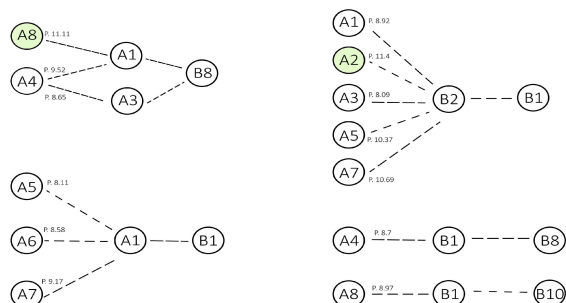 A8 P. 11.11
A4 P. 9.52
P. 8.65
A1
A3
B8
A1 P. 8.92
A2 P. 11.4
A3 P. 8.09
A5 P. 10.37
A7 P. 10.69
B2
B1
A5 P. 8.11
A6 P. 8.58
A7 P. 9.17
A1
B1
A4 P. 8.7 B1 B8
A8 P. 8.97 B1 B10